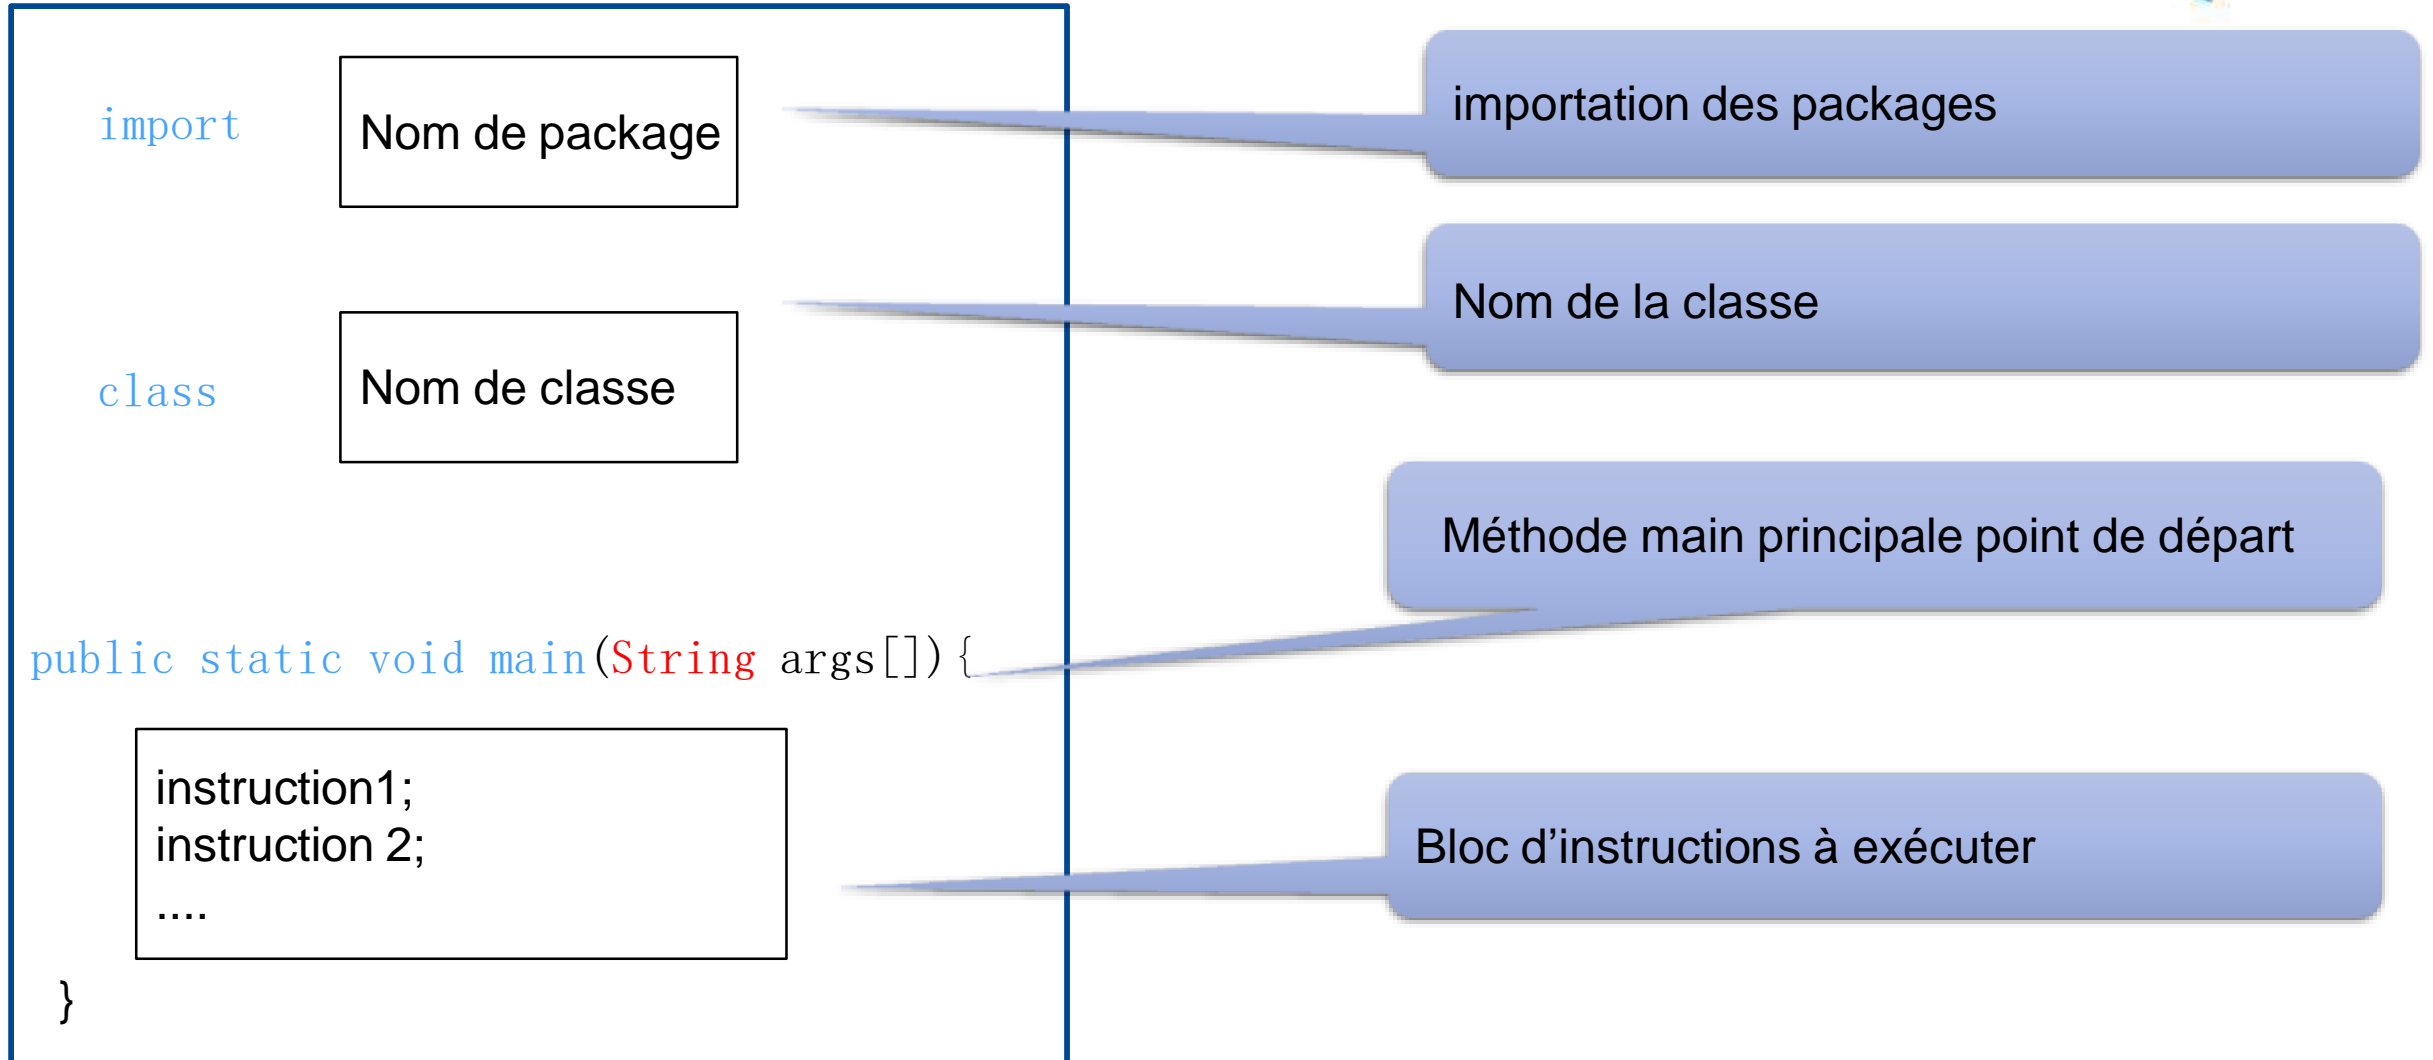 import
Nom de package
importation des packages
class
Nom de classe
Nom de la classe
public static void main(String args[]){
Méthode main principale point de départ
instruction1;
instruction 2;
....
Bloc d’instructions à exécuter
}